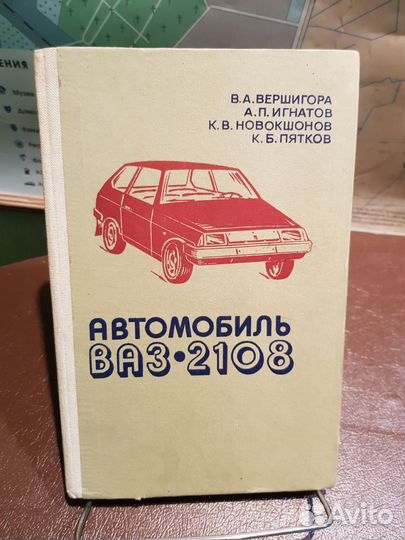 В.А.ВЕРШИГОРА
А.П.ИГНАТОВ
К.В.НОВОКШОНОВ
К.Б.ПЯТКОВ
АВТОМОБИЛЬ
ВАЗ•2108
Avito